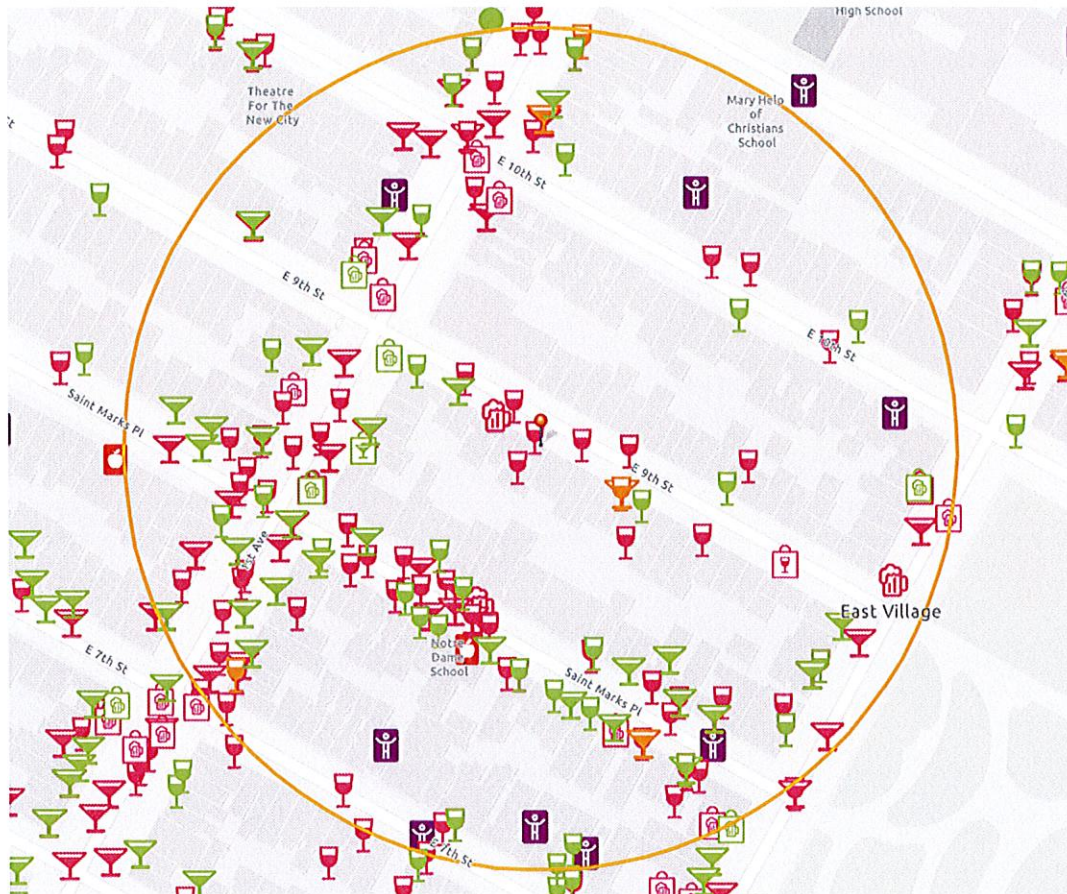 High School
Theatre
For The
New City
Mary Help
of
Christians
School
St
E 10th St
E 9th St
E 10th St
Saint Marks Pl
E 9th St
1st Ave
East Village
Notre
Dame
School
E 7th St
Saint Marks Pl
E 7th St